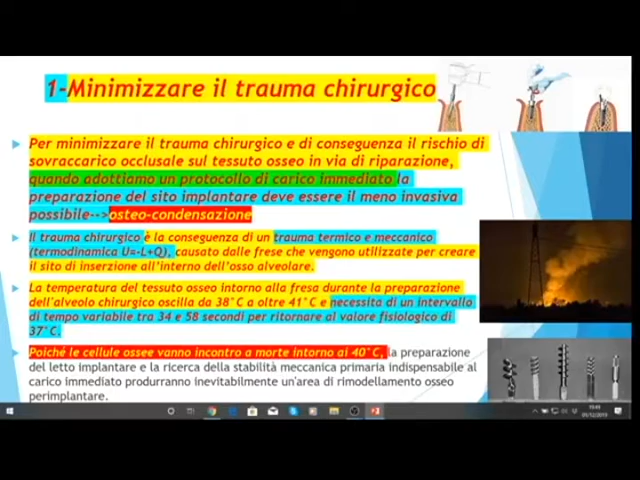 1-Minimizzare il trauma chirurgico
Per minimizzare il trauma chirurgico e di conseguenza il rischio di
sovraccarico occlusale sul tessuto osseo in via di riparazione,
quando adottiamo un protocollo di carico immediato la
preparazione del sito implantare deve essere il meno invasiva
possibile-->osteo-condensazione
Il trauma chirurgico è la conseguenza di un trauma termico e meccanico
(termodinamica U=-L+Q), causato dalle frese che vengono utilizzate per creare
il sito di inserzione all'interno dell'osso alveolare.
La temperatura del tessuto osseo intorno alla fresa durante la preparazione
dell'alveolo chirurgico oscilla da 38°C a oltre 41°C e necessita di un intervallo
di tempo variabile tra 34 e 58 secondi per ritornare al valore fisiologico di
37°C.
Poiché le cellule ossee vanno incontro a morte intorno ai 40°C, la preparazione
del letto implantare e la ricerca della stabilità meccanica primaria indispensabile al
carico immediato produrranno inevitabilmente un'area di rimodellamento osseo
perimplantare.